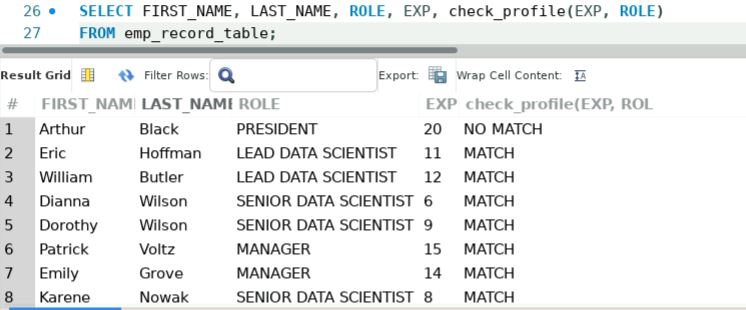 26 SELECT FIRST_NAME, LAST_NAME, ROLE, EXP, check_profile(EXP, ROLE)
27 FROM emp_record_table;
Result Grid Filter Rows: Export: Wrap Cell Content: IA
# FIRST_NAM LAST_NAME ROLE EXP check_profile(EXP, ROL
1 Arthur Black PRESIDENT 20 NO MATCH
2 Eric Hoffman LEAD DATA SCIENTIST 11 MATCH
3 William Butler LEAD DATA SCIENTIST 12 MATCH
4 Dianna Wilson SENIOR DATA SCIENTIST 6 MATCH
5 Dorothy Wilson SENIOR DATA SCIENTIST 9 MATCH
6 Patrick Voltz MANAGER 15 MATCH
7 Emily Grove MANAGER 14 MATCH
8 Karene Nowak SENIOR DATA SCIENTIST 8 MATCH